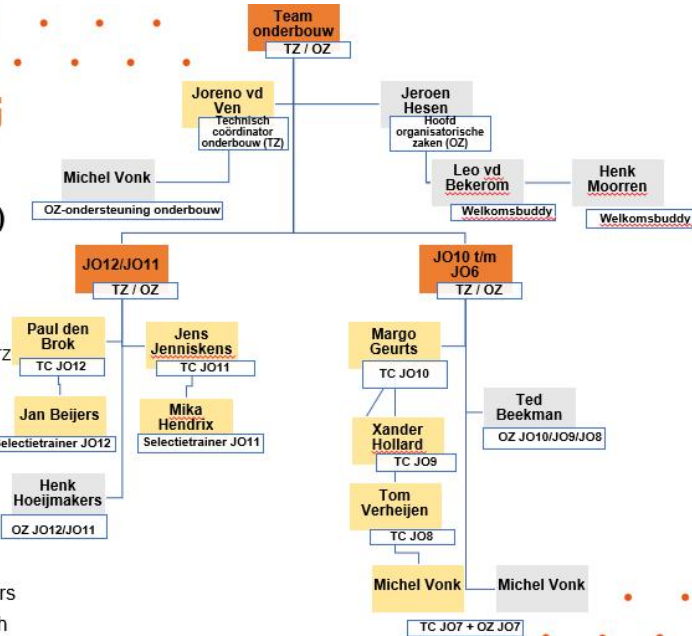 Team
onderbouw
TZ / OZ
Joreno vd
Ven
Technisch
coördinator
onderbouw (TZ)
Jeroen
Hesen
Hoofd
organisatorische
zaken (OZ)
Michel Vonk
OZ-ondersteuning onderbouw
Leo vd
Bekerom
Welkomsbuddy
Henk
Moorren
Welkomsbuddy
)
JO12/JO11
TZ / OZ
JO10 t/m
JO6
TZ / OZ
Paul den
Brok
TC JO12
rz
Jens
Jenniskens
TC JO11
Jan Beijers
Selectietrainer JO12
Mika
Hendrix
Selectietrainer JO11
Henk
Hoeijmakers
OZ JO12/JO11
Margo
Geurts
TC JO10
Ted
Beekman
OZ JO10/JO9/JO8
Xander
Hollard
TC JO9
Tom
Verheijen
TC JO8
Michel Vonk
Michel Vonk
TC JO7 + OZ JO7
rs
h